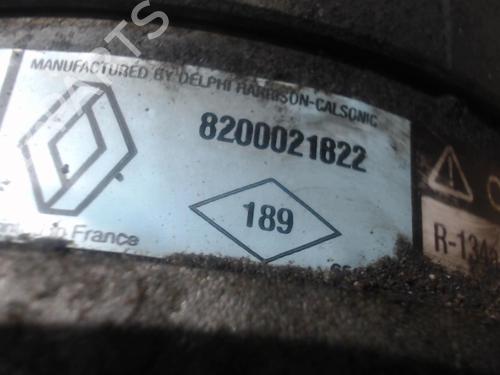 MANUFACTURED BY DELPHI HARRISON-CALSONIC
8200021822
189
in France
R-134a